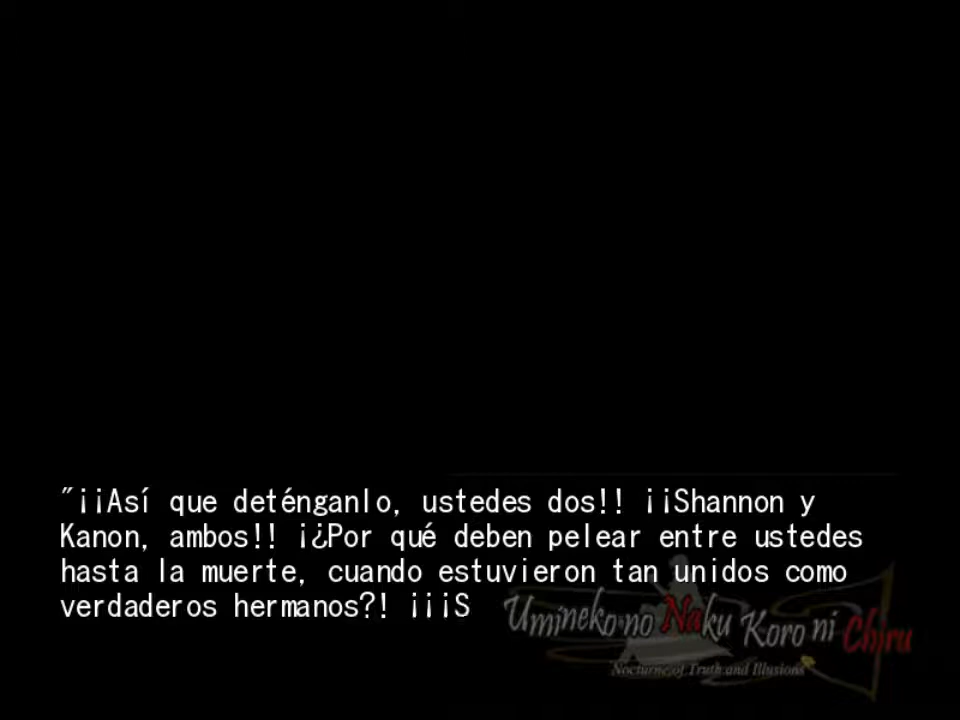 "¡¡Así que deténganlo, ustedes dos!! ¡¡Shannon y
Kanon, ambos!! ¡¿Por qué deben pelear entre ustedes
hasta la muerte, cuando estuvieron tan unidos como
verdaderos hermanos?! ¡¡¡S
Umineko no Naku Koro ni Chiru
Nocturne of Truth and Illusions